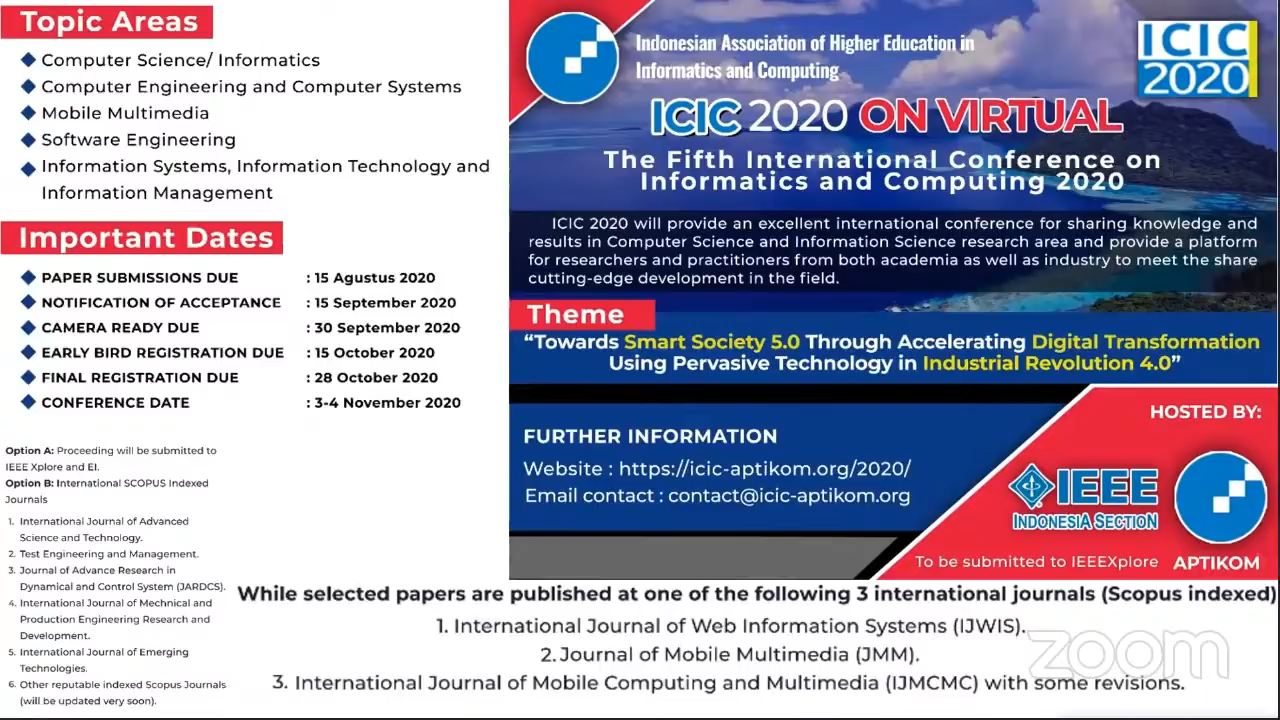 Topic Areas
Computer Science/ Informatics
Computer Engineering and Computer Systems
Mobile Multimedia
Software Engineering
Information Systems, Information Technology and
Information Management
Important Dates
PAPER SUBMISSIONS DUE : 15 Agustus 2020
NOTIFICATION OF ACCEPTANCE : 15 September 2020
CAMERA READY DUE : 30 September 2020
EARLY BIRD REGISTRATION DUE : 15 October 2020
FINAL REGISTRATION DUE : 28 October 2020
CONFERENCE DATE : 3-4 November 2020
Option A: Proceeding will be submitted to
IEEE Xplore and EI.
Option B: International SCOPUS Indexed
Journals
1. International Journal of Advanced
Science and Technology.
2. Test Engineering and Management.
3. Journal of Advance Research in
Dynamical and Control System (JARDCS).
4. International Journal of Mechnical and
Production Engineering Research and
Development.
5. International Journal of Emerging
Technologies.
6. Other reputable indexed Scopus Journals
(will be updated very soon).
Indonesian Association of Higher Education in
Informatics and Computing
ICIC
2020
ICIC 2020 ON VIRTUAL
The Fifth International Conference on
Informatics and Computing 2020
ICIC 2020 will provide an excellent international conference for sharing knowledge and
results in Computer Science and Information Science research area and provide a platform
for researchers and practitioners from both academia as well as industry to meet the share
cutting-edge development in the field.
Theme
“Towards Smart Society 5.0 Through Accelerating Digital Transformation
Using Pervasive Technology in Industrial Revolution 4.0”
FURTHER INFORMATION
Website : https://icic-aptikom.org/2020/
Email contact : contact@icic-aptikom.org
HOSTED BY:
IEEE
INDONESIA SECTION
To be submitted to IEEEXplore
APTIKOM
While selected papers are published at one of the following 3 international journals (Scopus indexed)
1. International Journal of Web Information Systems (IJWIS).
2. Journal of Mobile Multimedia (JMM).
3. International Journal of Mobile Computing and Multimedia (IJMCMC) with some revisions.
zoom